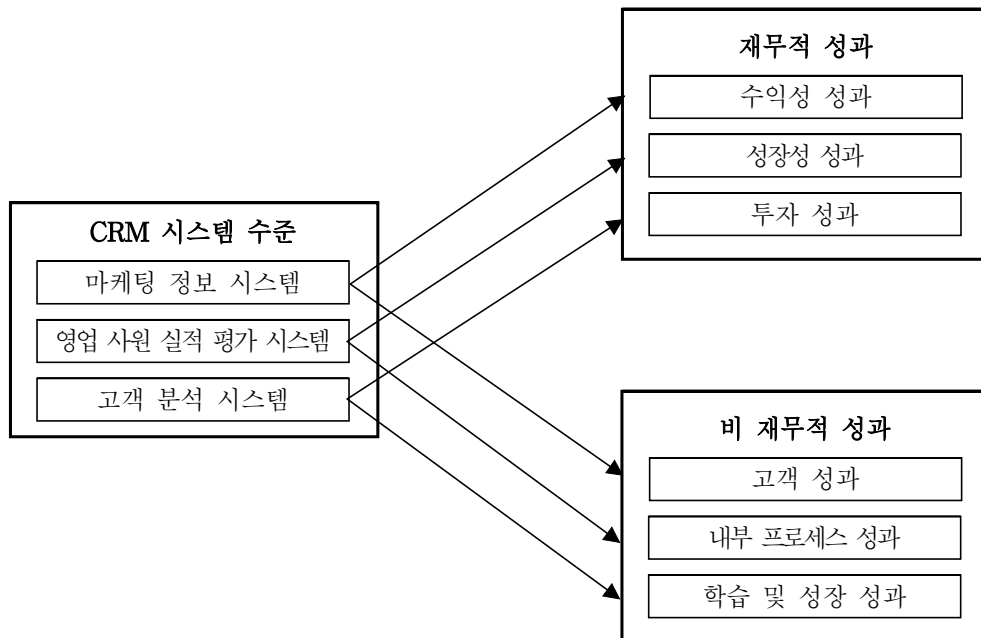 재무적 성과
수익성 성과
성장성 성과
투자 성과
CRM 시스템 수준
마케팅 정보 시스템
영업 사원 실적 평가 시스템
고객 분석 시스템
비 재무적 성과
고객 성과
내부 프로세스 성과
학습 및 성장 성과